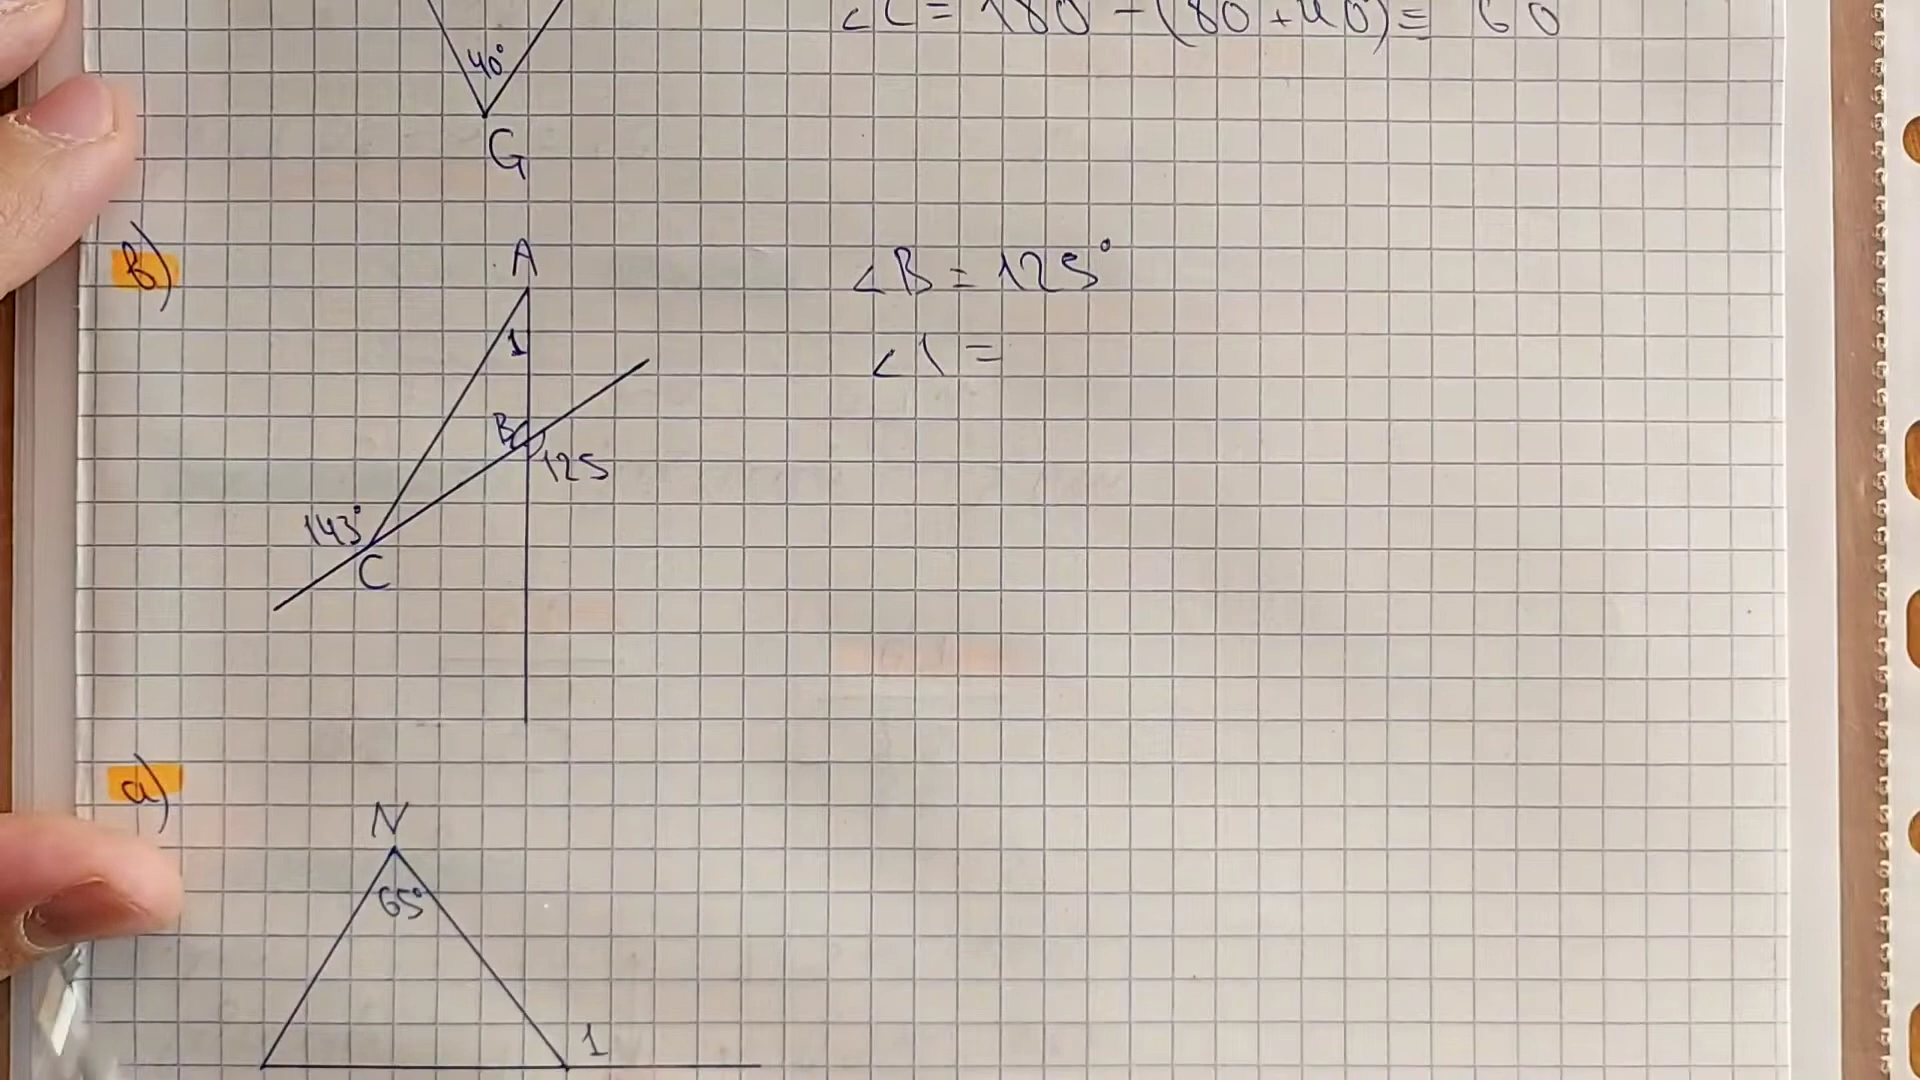 ∠C = 180 - (80 + 40) = 60
40°
G
в)
A
∠B = 125°
1
∠1 =
B
125
143°
C
а)
N
65°
1